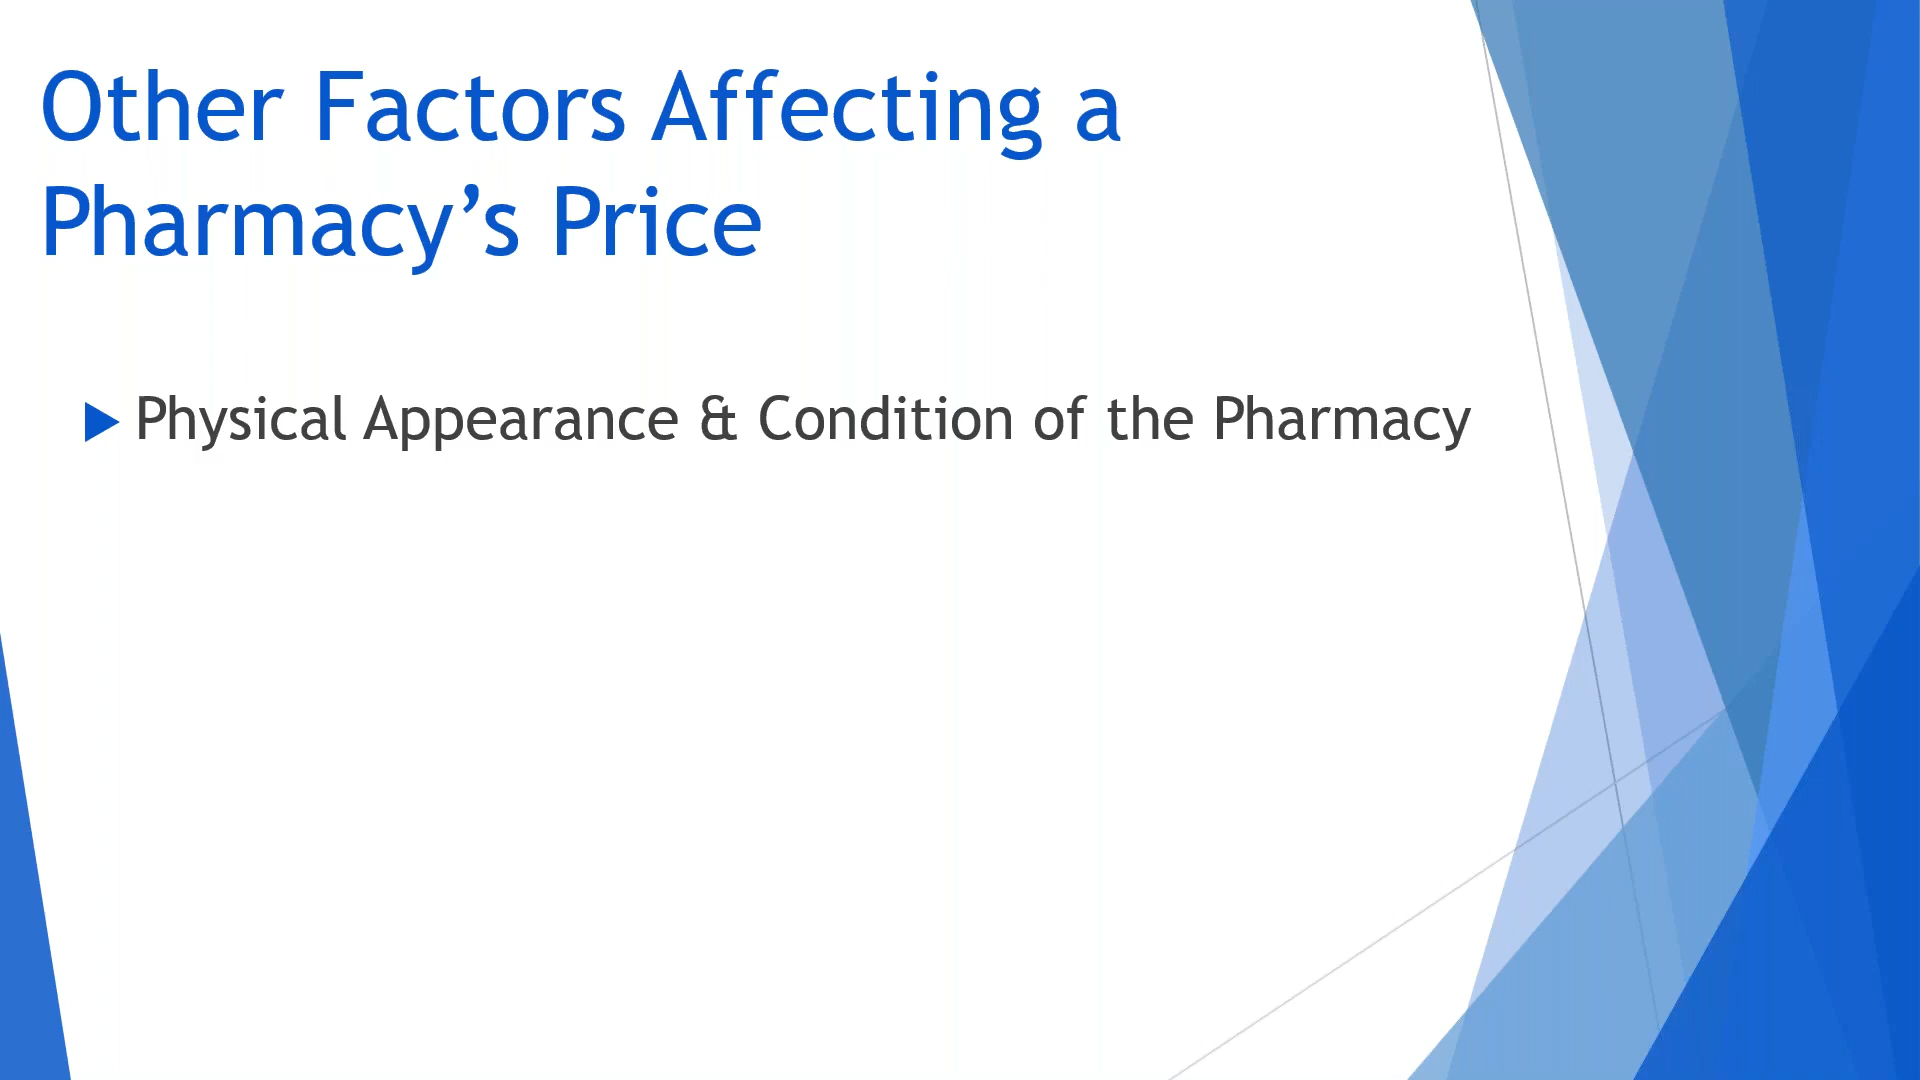 Other Factors Affecting a
Pharmacy’s Price
Physical Appearance & Condition of the Pharmacy